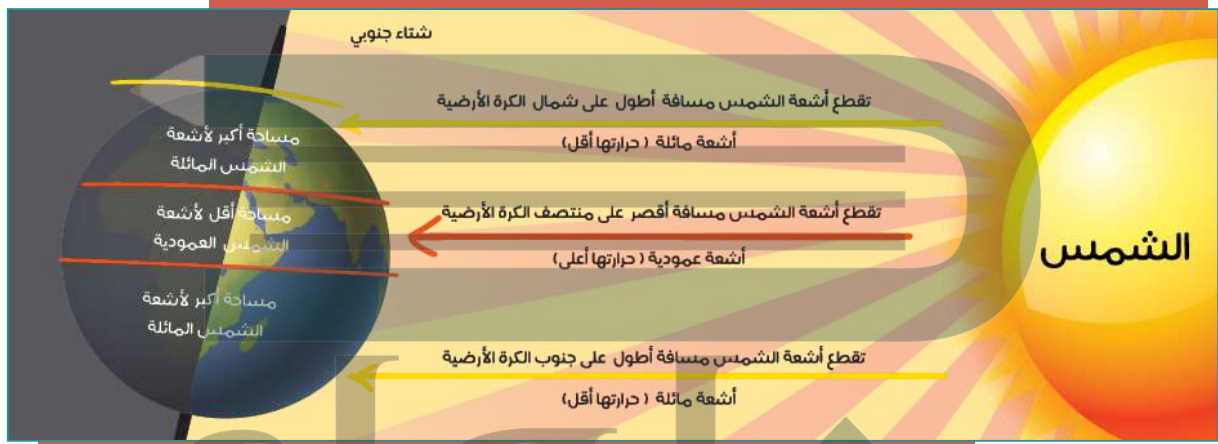 شتاء جنوبي
تقطع أشعة الشمس مسافة أطول على شمال الكرة الأرضية
أشعة مائلة ( حرارتها أقل)
مساحة أكبر لأشعة
الشمس المائلة
تقطع أشعة الشمس مسافة أقصر على منتصف الكرة الأرضية
أشعة عمودية ( حرارتها أعلى)
مساحة أقل لأشعة
الشمس العمودية
الشمس
مساحة أكبر لأشعة
الشمس المائلة
تقطع أشعة الشمس مسافة أطول على جنوب الكرة الأرضية
أشعة مائلة ( حرارتها أقل)